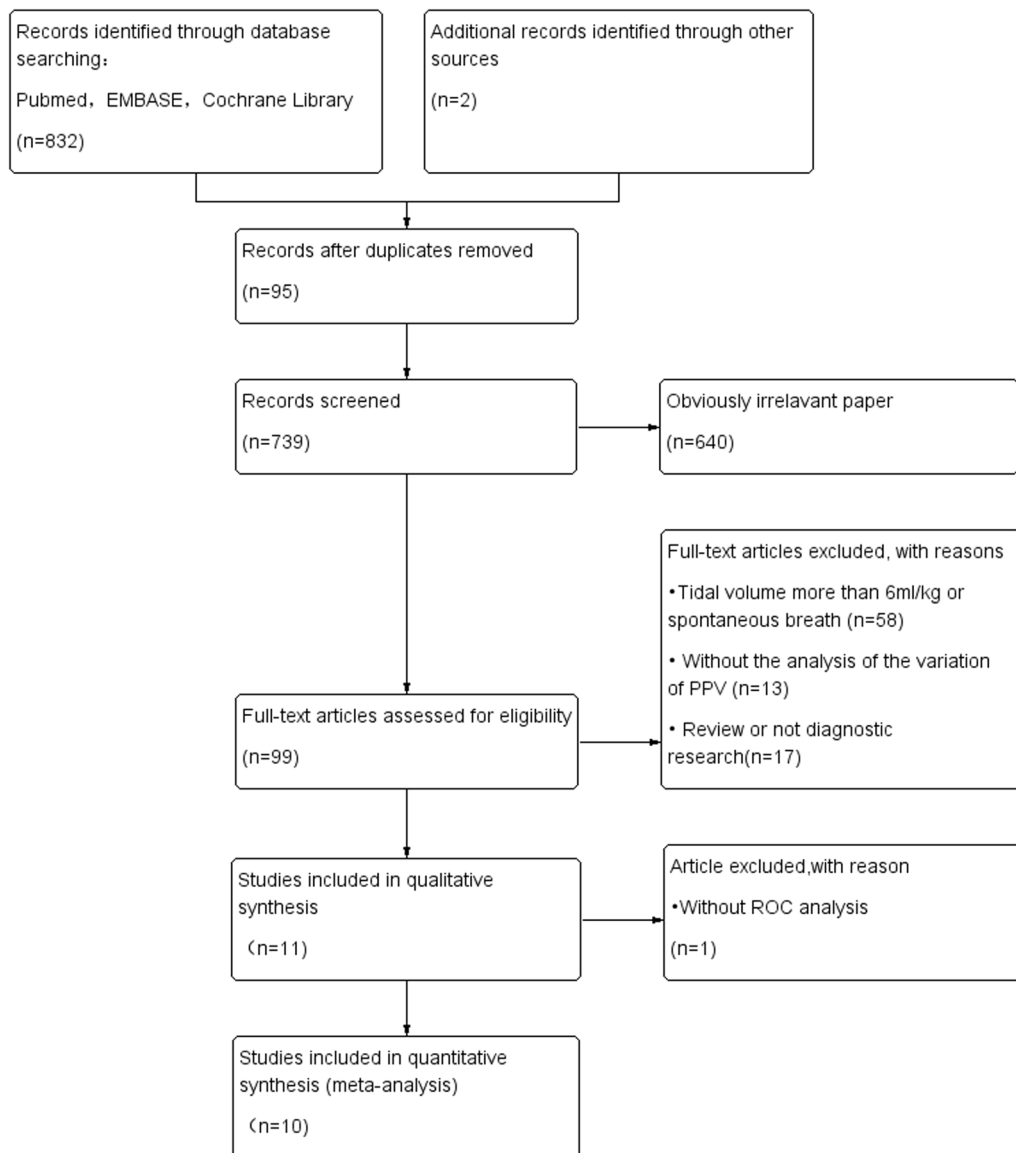 Records identified through database
searching：
Pubmed，EMBASE，Cochrane Library
(n=832)
Additional records identified through other
sources
(n=2)
Records after duplicates removed
(n=95)
Records screened
(n=739)
Obviously irrelavant paper
(n=640)
Full-text articles assessed for eligibility
(n=99)
Full-text articles excluded, with reasons
•Tidal volume more than 6ml/kg or
spontaneous breath (n=58)
• Without the analysis of the variation
of PPV (n=13)
• Review or not diagnostic
research(n=17)
Studies included in qualitative
synthesis
（n=11)
Article excluded,with reason
•Without ROC analysis
(n=1)
Studies included in quantitative
synthesis (meta-analysis)
（n=10)